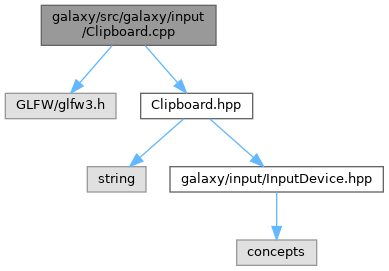 galaxy/src/galaxy/input
/Clipboard.cpp
GLFW/glfw3.h
Clipboard.hpp
string
galaxy/input/InputDevice.hpp
concepts